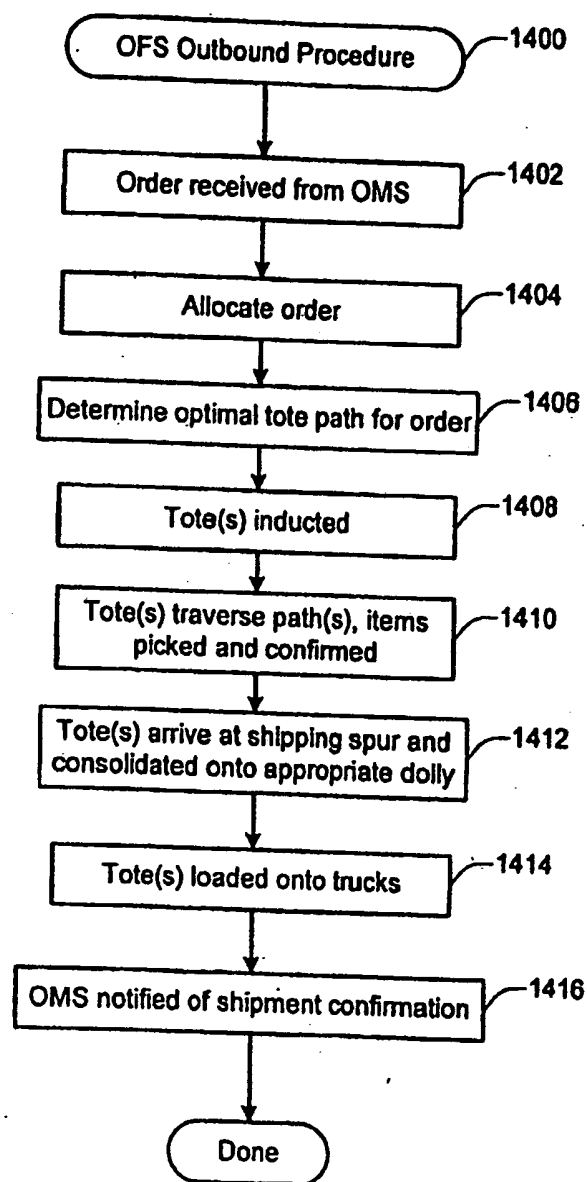 OFS Outbound Procedure
1400
Order received from OMS
1402
Allocate order
1404
Determine optimal tote path for order
1406
Tote(s) inducted
1408
Tote(s) traverse path(s), items
picked and confirmed
1410
Tote(s) arrive at shipping spur and
consolidated onto appropriate dolly
1412
Tote(s) loaded onto trucks
1414
OMS notified of shipment confirmation
1416
Done